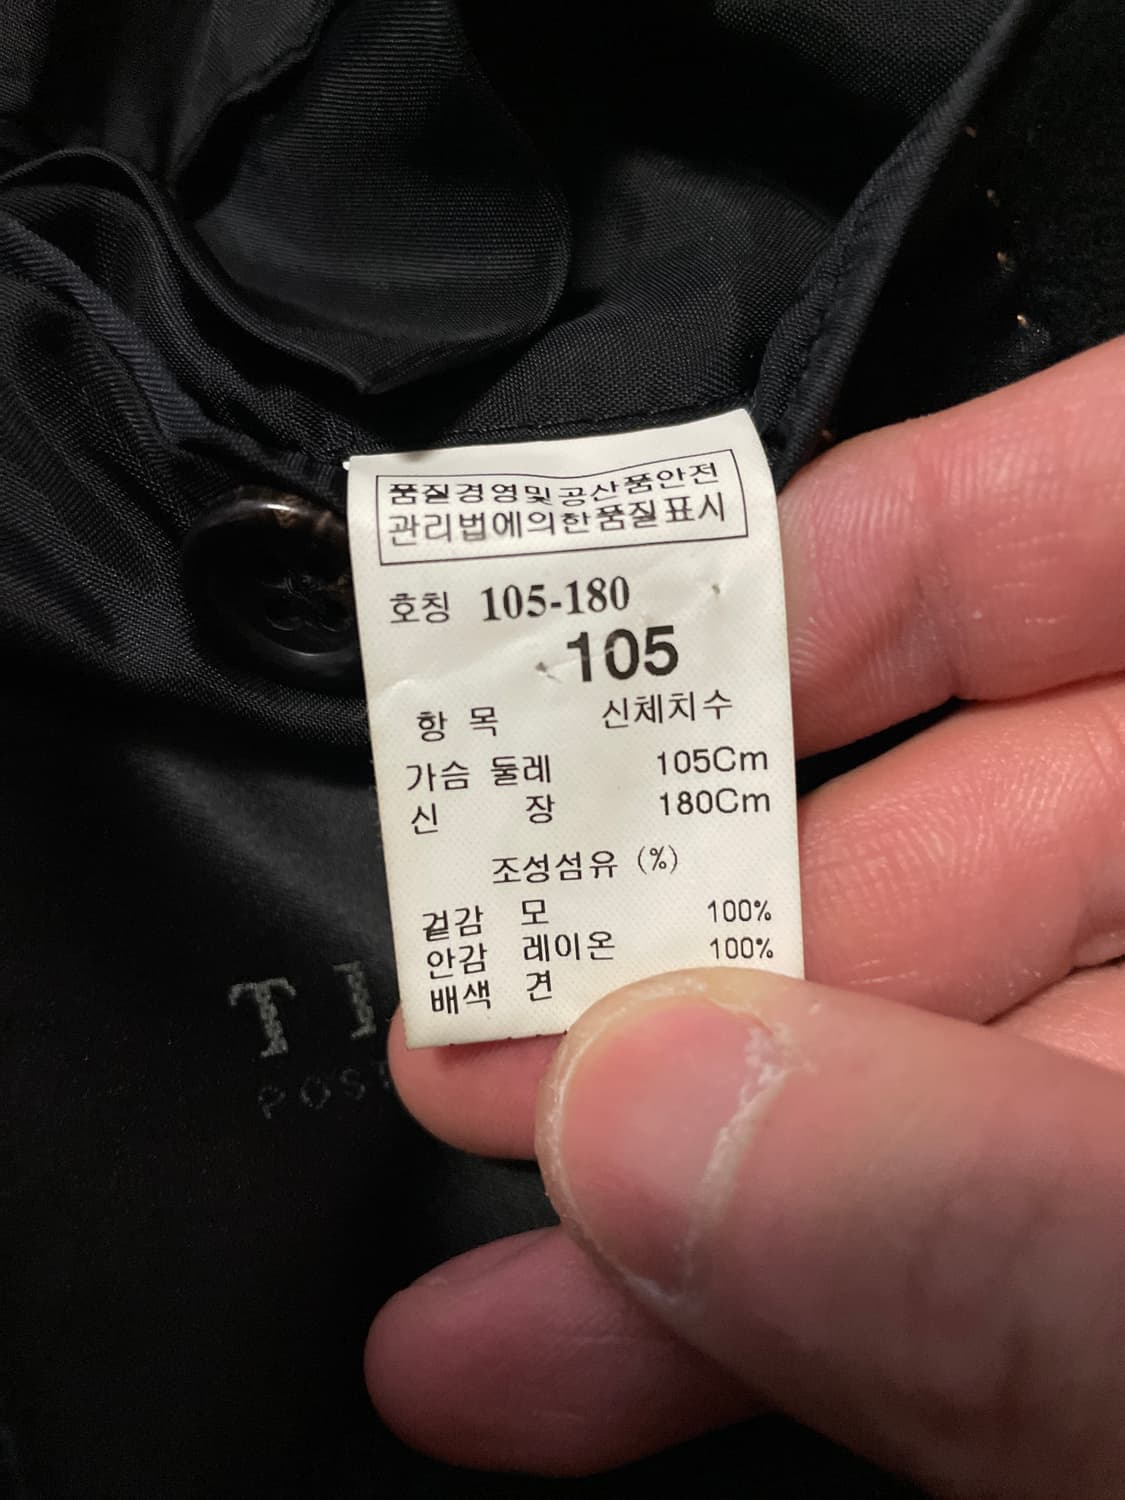 품질경영및공산품안전
관리법에의한품질표시
호칭 105-180
105
항 목 신체치수
가슴 둘레 105Cm
신 장 180Cm
조성섬유 (%)
겉감 모 100%
안감 레이온 100%
배색 견